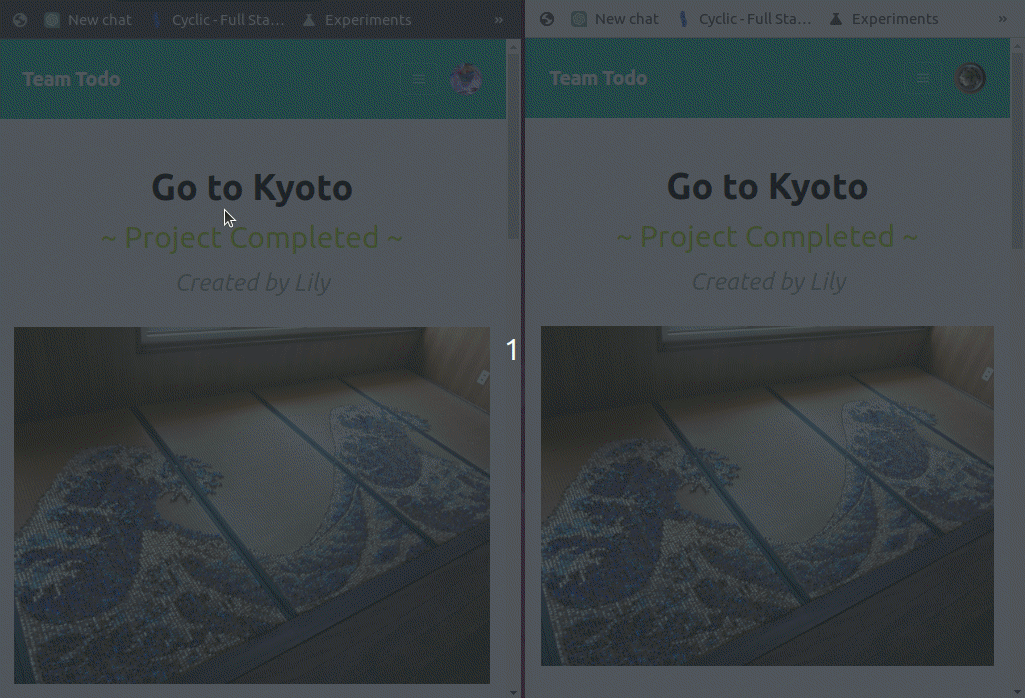 New chat
Cyclic - Full Sta…
Experiments
»
Team Todo
Go to Kyoto
~ Project Completed ~
Created by Lily
1
New chat
Cyclic - Full Sta…
Experiments
»
Team Todo
Go to Kyoto
~ Project Completed ~
Created by Lily